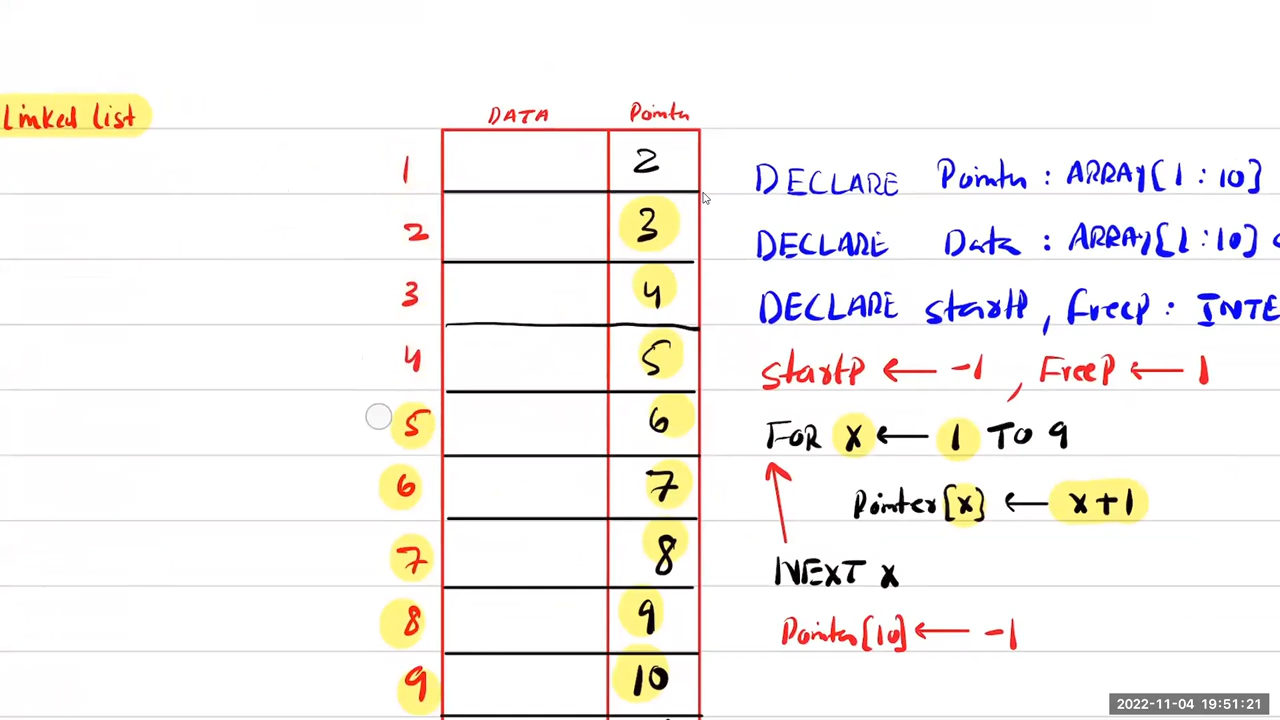 Linked list
DATA Pointer
1 2
2 3
3 4
4 5
5 6
6 7
7 8
8 9
9 10
DECLARE Pointer : ARRAY[1 : 10]
DECLARE Data : ARRAY[1 : 10]
DECLARE startP , FreeP : INTE
startP ← -1 , FreeP ← 1
FOR x ← 1 TO 9
Pointer[x] ← x+1
NEXT x
Pointer[10] ← -1
2022-11-04 19:51:21